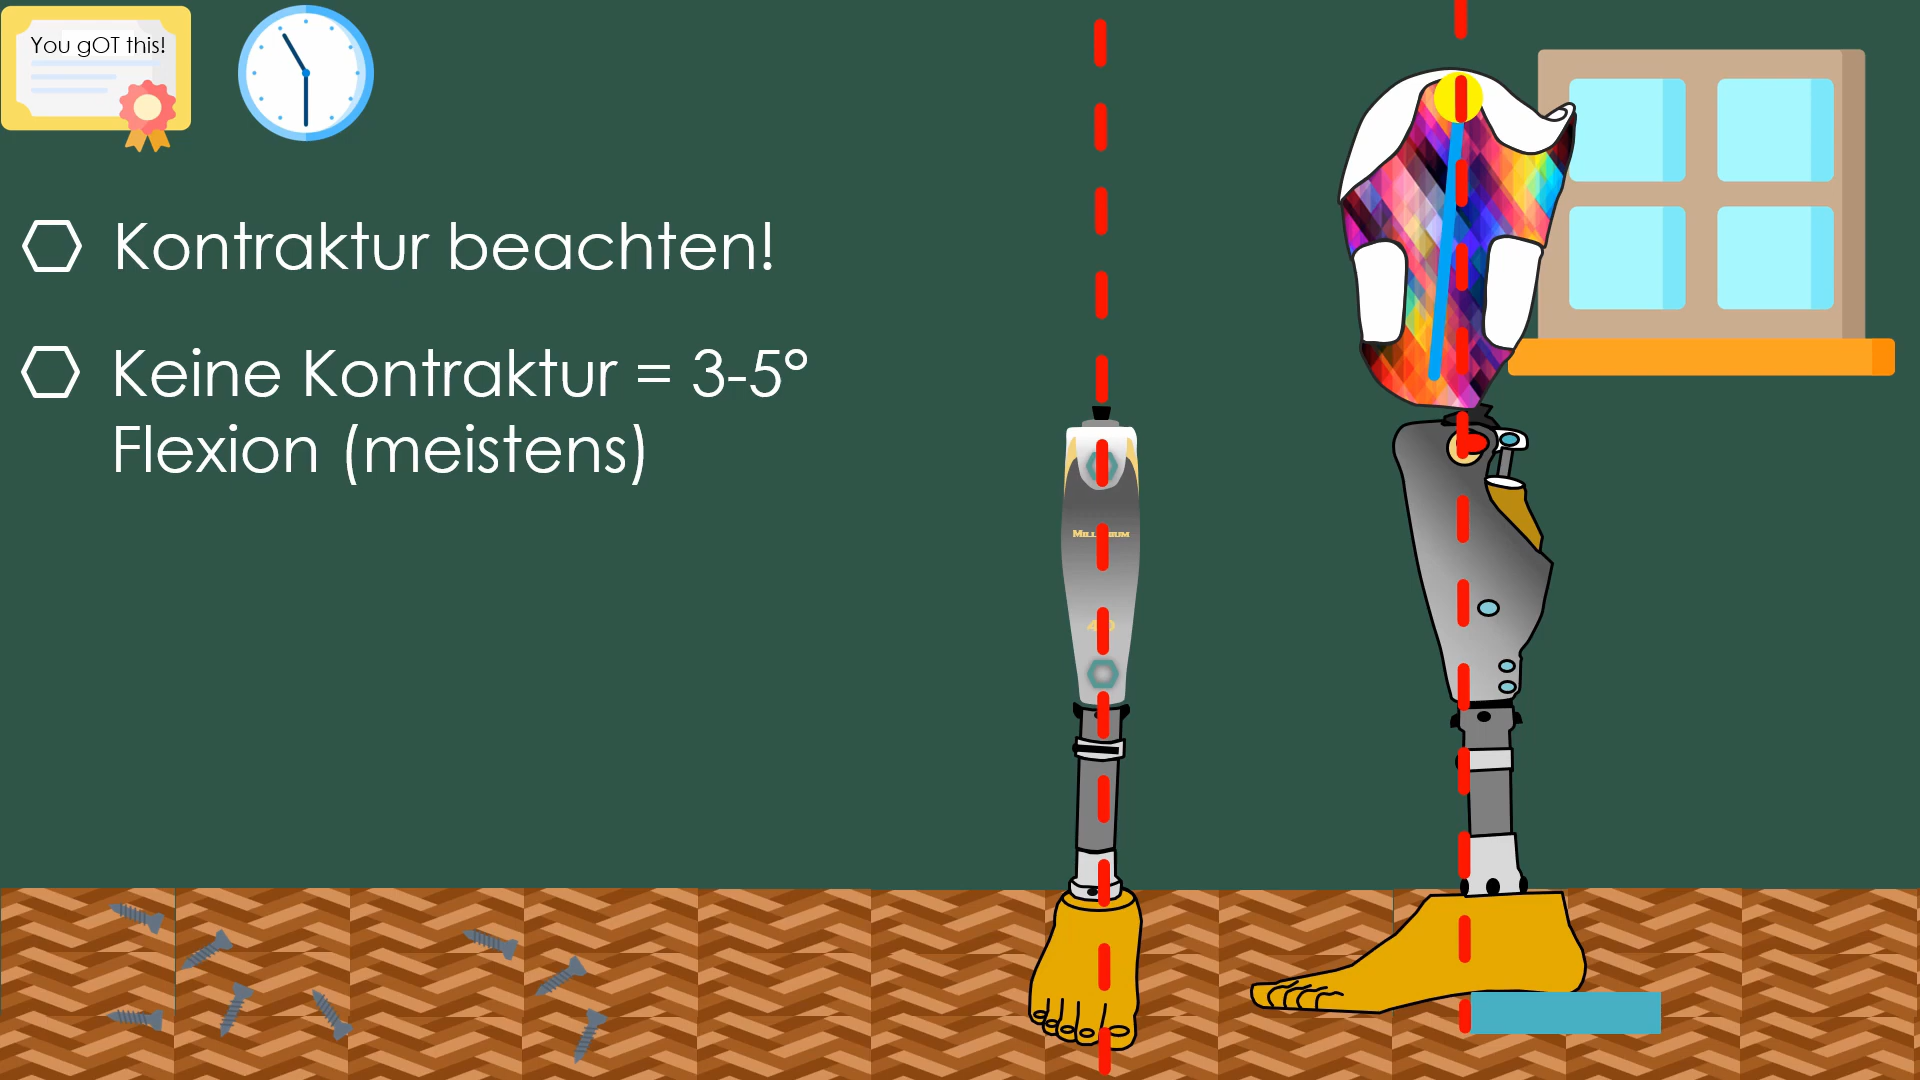 You gOT this!
Kontraktur beachten!
Keine Kontraktur = 3-5°
Flexion (meistens)